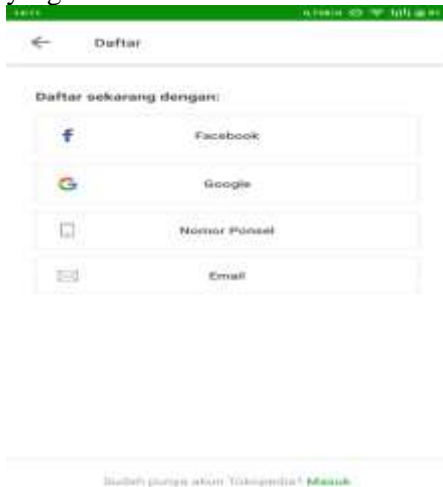 Daftar
Daftar sekarang dengan:
Facebook
Google
Nomor Ponsel
Email
Sudah punya akun Tokopedia? Masuk